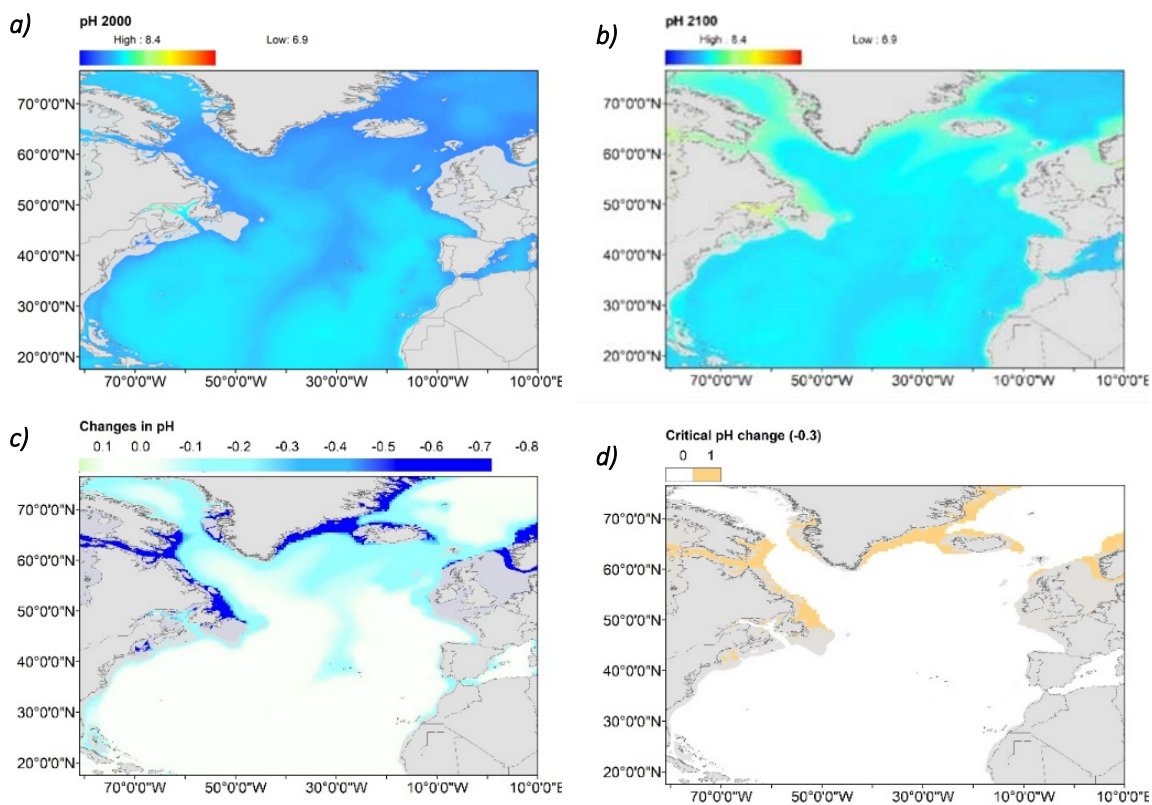 a)
pH 2000
High : 8.4 Low: 6.9
70°0'0"N
60°0'0"N
50°0'0"N
40°0'0"N
30°0'0"N
20°0'0"N
70°0'0"W 50°0'0"W 30°0'0"W 10°0'0"W 10°0'0"E
b)
pH 2100
High : 8.4 Low : 6.9
70°0'0"N
60°0'0"N
50°0'0"N
40°0'0"N
30°0'0"N
20°0'0"N
70°0'0"W 50°0'0"W 30°0'0"W 10°0'0"W 10°0'0"E
c)
Changes in pH
0.1 0.0 -0.1 -0.2 -0.3 -0.4 -0.5 -0.6 -0.7 -0.8
70°0'0"N
60°0'0"N
50°0'0"N
40°0'0"N
30°0'0"N
20°0'0"N
70°0'0"W 50°0'0"W 30°0'0"W 10°0'0"W 10°0'0"E
d)
Critical pH change (-0.3)
0 1
70°0'0"N
60°0'0"N
50°0'0"N
40°0'0"N
30°0'0"N
20°0'0"N
70°0'0"W 50°0'0"W 30°0'0"W 10°0'0"W 10°0'0"E